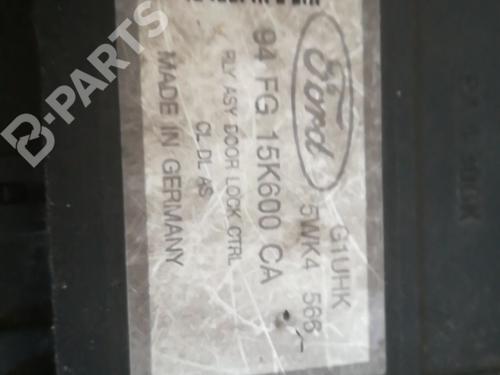 Ford
G1UHK
5WK4 566
94 FG 15K600 CA
RLY ASY DOOR LOCK CTRL
CL DL AS
MADE IN GERMANY
B-PARTS